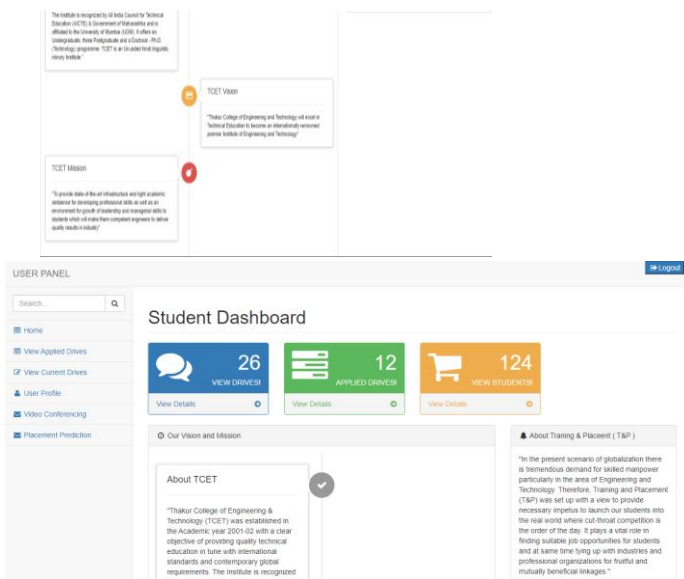 The Institute is recognized by All India Council for Technical
Education (AICTE) & Government of Maharashtra and is
affiliated to the University of Mumbai (UOM). It offers six
Undergraduate, three Postgraduate and a Doctoral - Ph.D
(Technology) programme. TCET is an Un-aided hindi linguistic
minority Institute"
TCET Vision
"Thakur College of Engineering and Technology will excel in
Technical Education to become an internationally renowned
premier Institute of Engineering and Technology"
TCET Mission
"To provide state-of-the-art infrastructure and right academic
ambience for developing professional skills as well as an
environment for growth of leadership and managerial skills to
students which will make them competent engineers to deliver
quality results in industry"
USER PANEL
Logout
Search...
Home
View Applied Drives
View Current Drives
User Profile
Video Conferencing
Placement Prediction
Student Dashboard
26
VIEW DRIVES!
View Details
12
APPLIED DRIVES!
View Details
124
VIEW STUDENTS!
View Details
Our Vision and Mission
About TCET
"Thakur College of Engineering &
Technology (TCET) was established in
the Academic year 2001-02 with a clear
objective of providing quality technical
education in tune with international
standards and contemporary global
requirements. The Institute is recognized
About Traning & Placeent ( T&P )
"In the present scenario of globalization there
is tremendous demand for skilled manpower
particularly in the area of Engineering and
Technology. Therefore, Training and Placement
(T&P) was set up with a view to provide
necessary impetus to launch our students into
the real world where cut-throat competition is
the order of the day. It plays a vital role in
finding suitable job opportunities for students
and at same time tying up with industries and
professional organizations for fruitful and
mutually beneficial linkages."